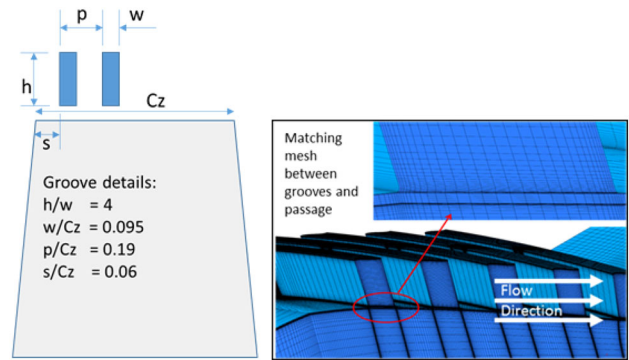 p
w
h
Cz
s
Groove details:
h/w = 4
w/Cz = 0.095
p/Cz = 0.19
s/Cz = 0.06
Matching
mesh
between
grooves and
passage
Flow
Direction